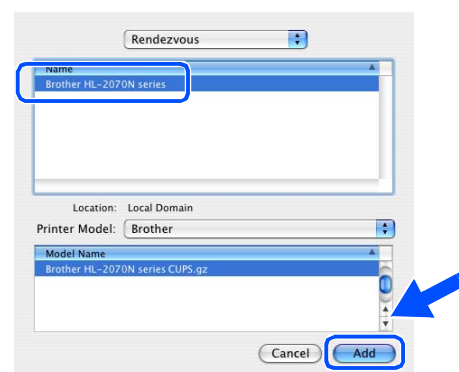 Rendezvous
Name
Brother HL-2070N series
Location: Local Domain
Printer Model: Brother
Model Name
Brother HL-2070N series CUPS.gz
Cancel Add